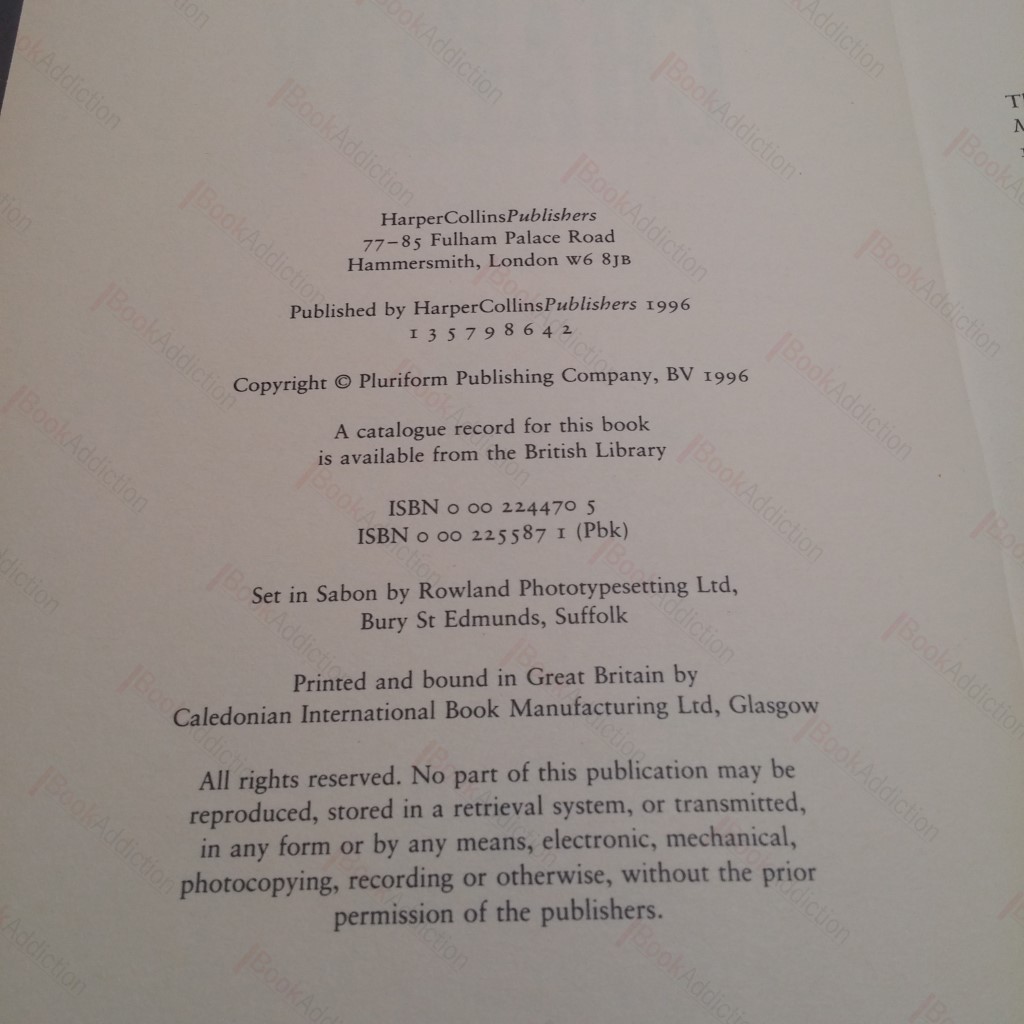 HarperCollinsPublishers
77–85 Fulham Palace Road
Hammersmith, London W6 8JB
Published by HarperCollinsPublishers 1996
1 3 5 7 9 8 6 4 2
Copyright © Pluriform Publishing Company, BV 1996
A catalogue record for this book
is available from the British Library
ISBN 0 00 224470 5
ISBN 0 00 225587 1 (Pbk)
Set in Sabon by Rowland Phototypesetting Ltd,
Bury St Edmunds, Suffolk
Printed and bound in Great Britain by
Caledonian International Book Manufacturing Ltd, Glasgow
All rights reserved. No part of this publication may be
reproduced, stored in a retrieval system, or transmitted,
in any form or by any means, electronic, mechanical,
photocopying, recording or otherwise, without the prior
permission of the publishers.
BookAddiction